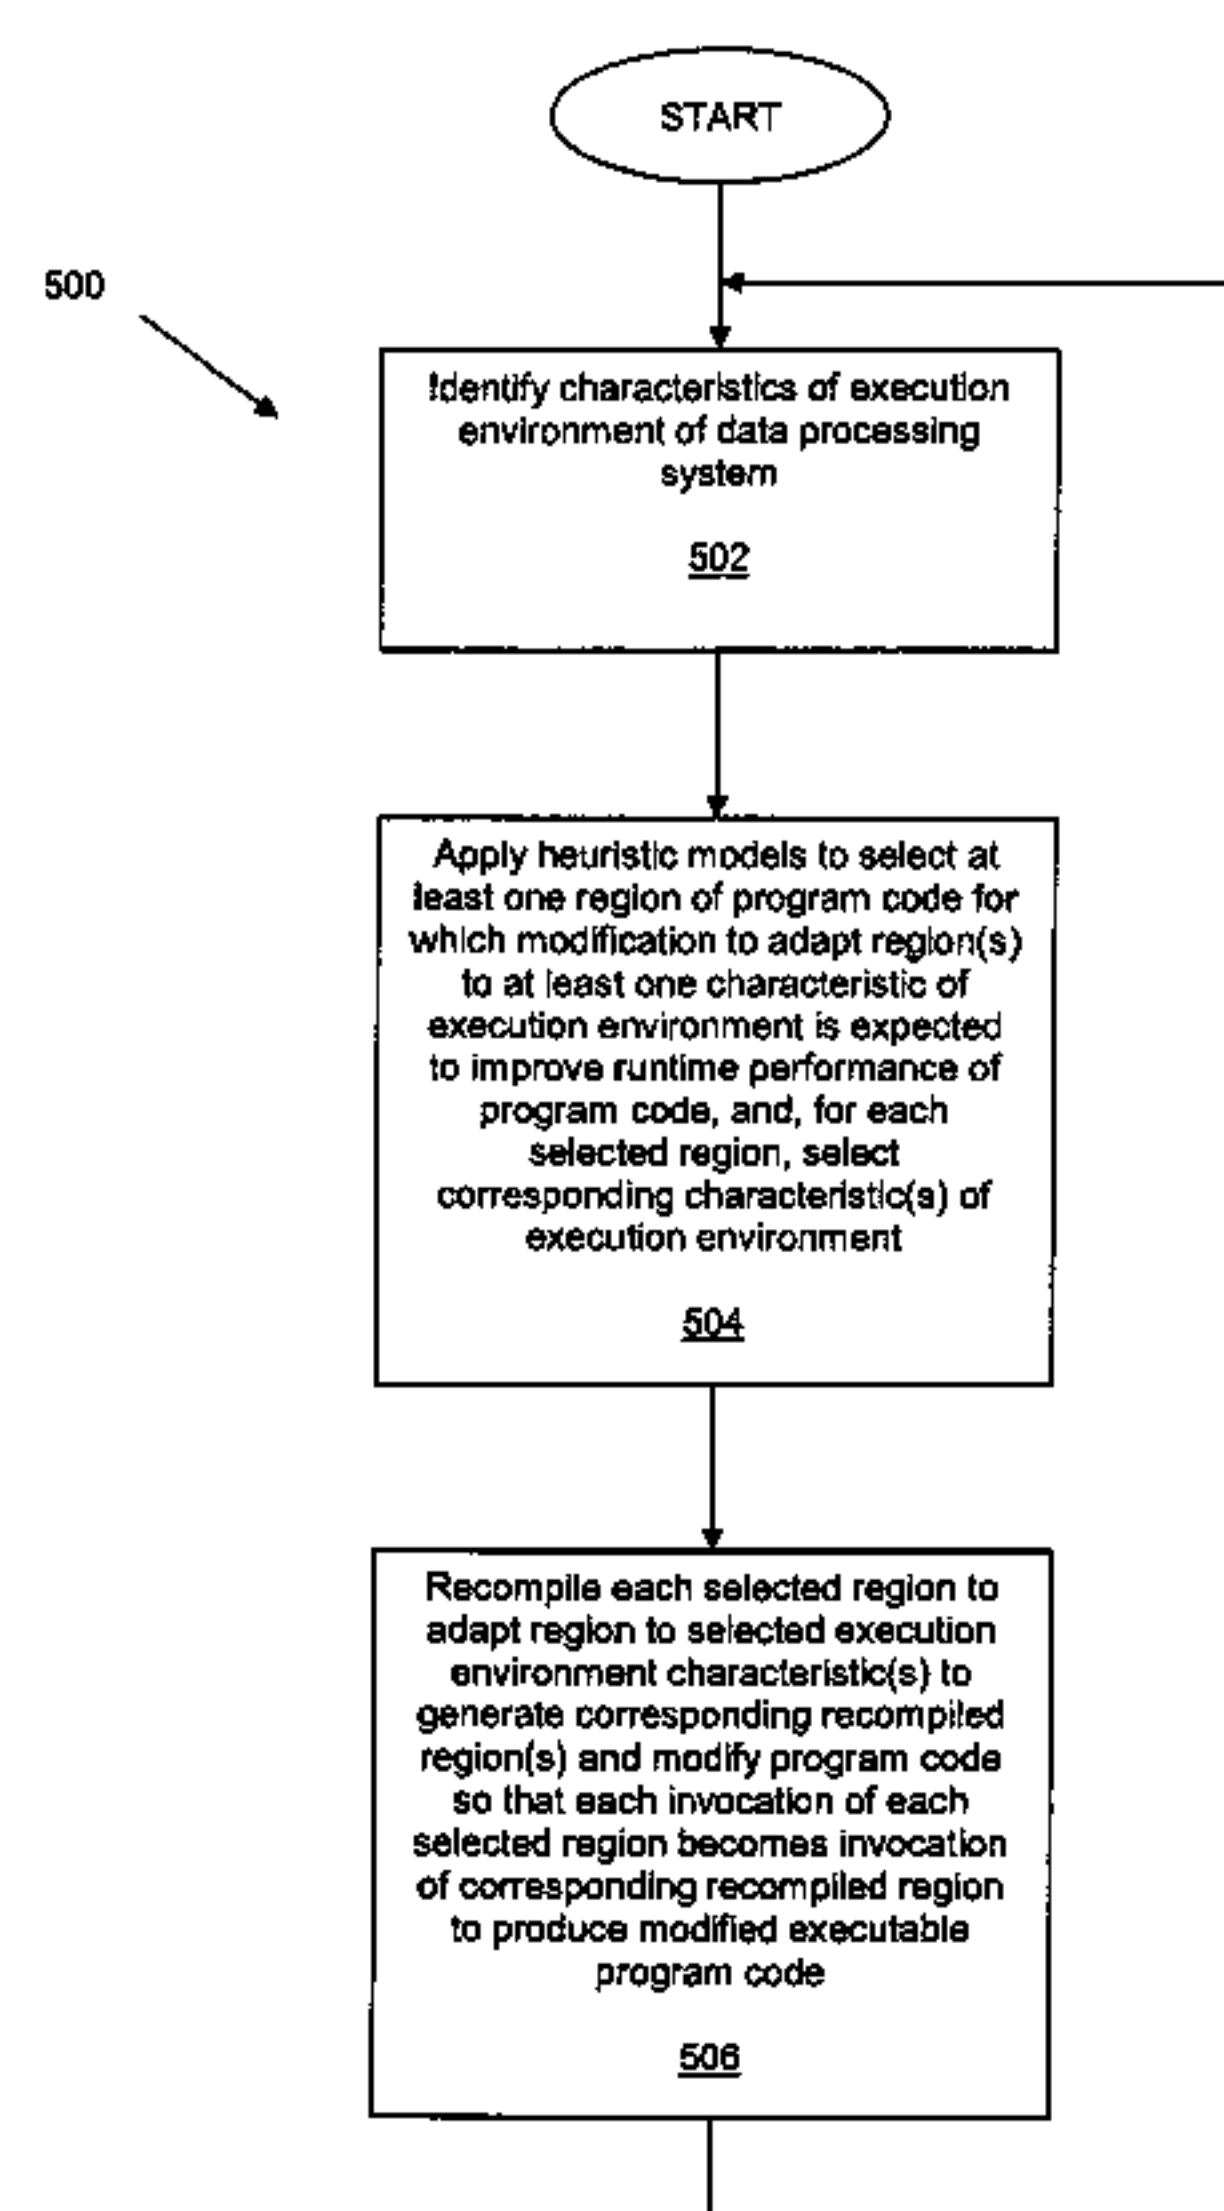 START
500
Identify characteristics of execution
environment of data processing
system
502
Apply heuristic models to select at
least one region of program code for
which modification to adapt region(s)
to at least one characteristic of
execution environment is expected
to improve runtime performance of
program code, and, for each
selected region, select
corresponding characteristic(s) of
execution environment
504
Recompile each selected region to
adapt region to selected execution
environment characteristic(s) to
generate corresponding recompiled
region(s) and modify program code
so that each invocation of each
selected region becomes invocation
of corresponding recompiled region
to produce modified executable
program code
506